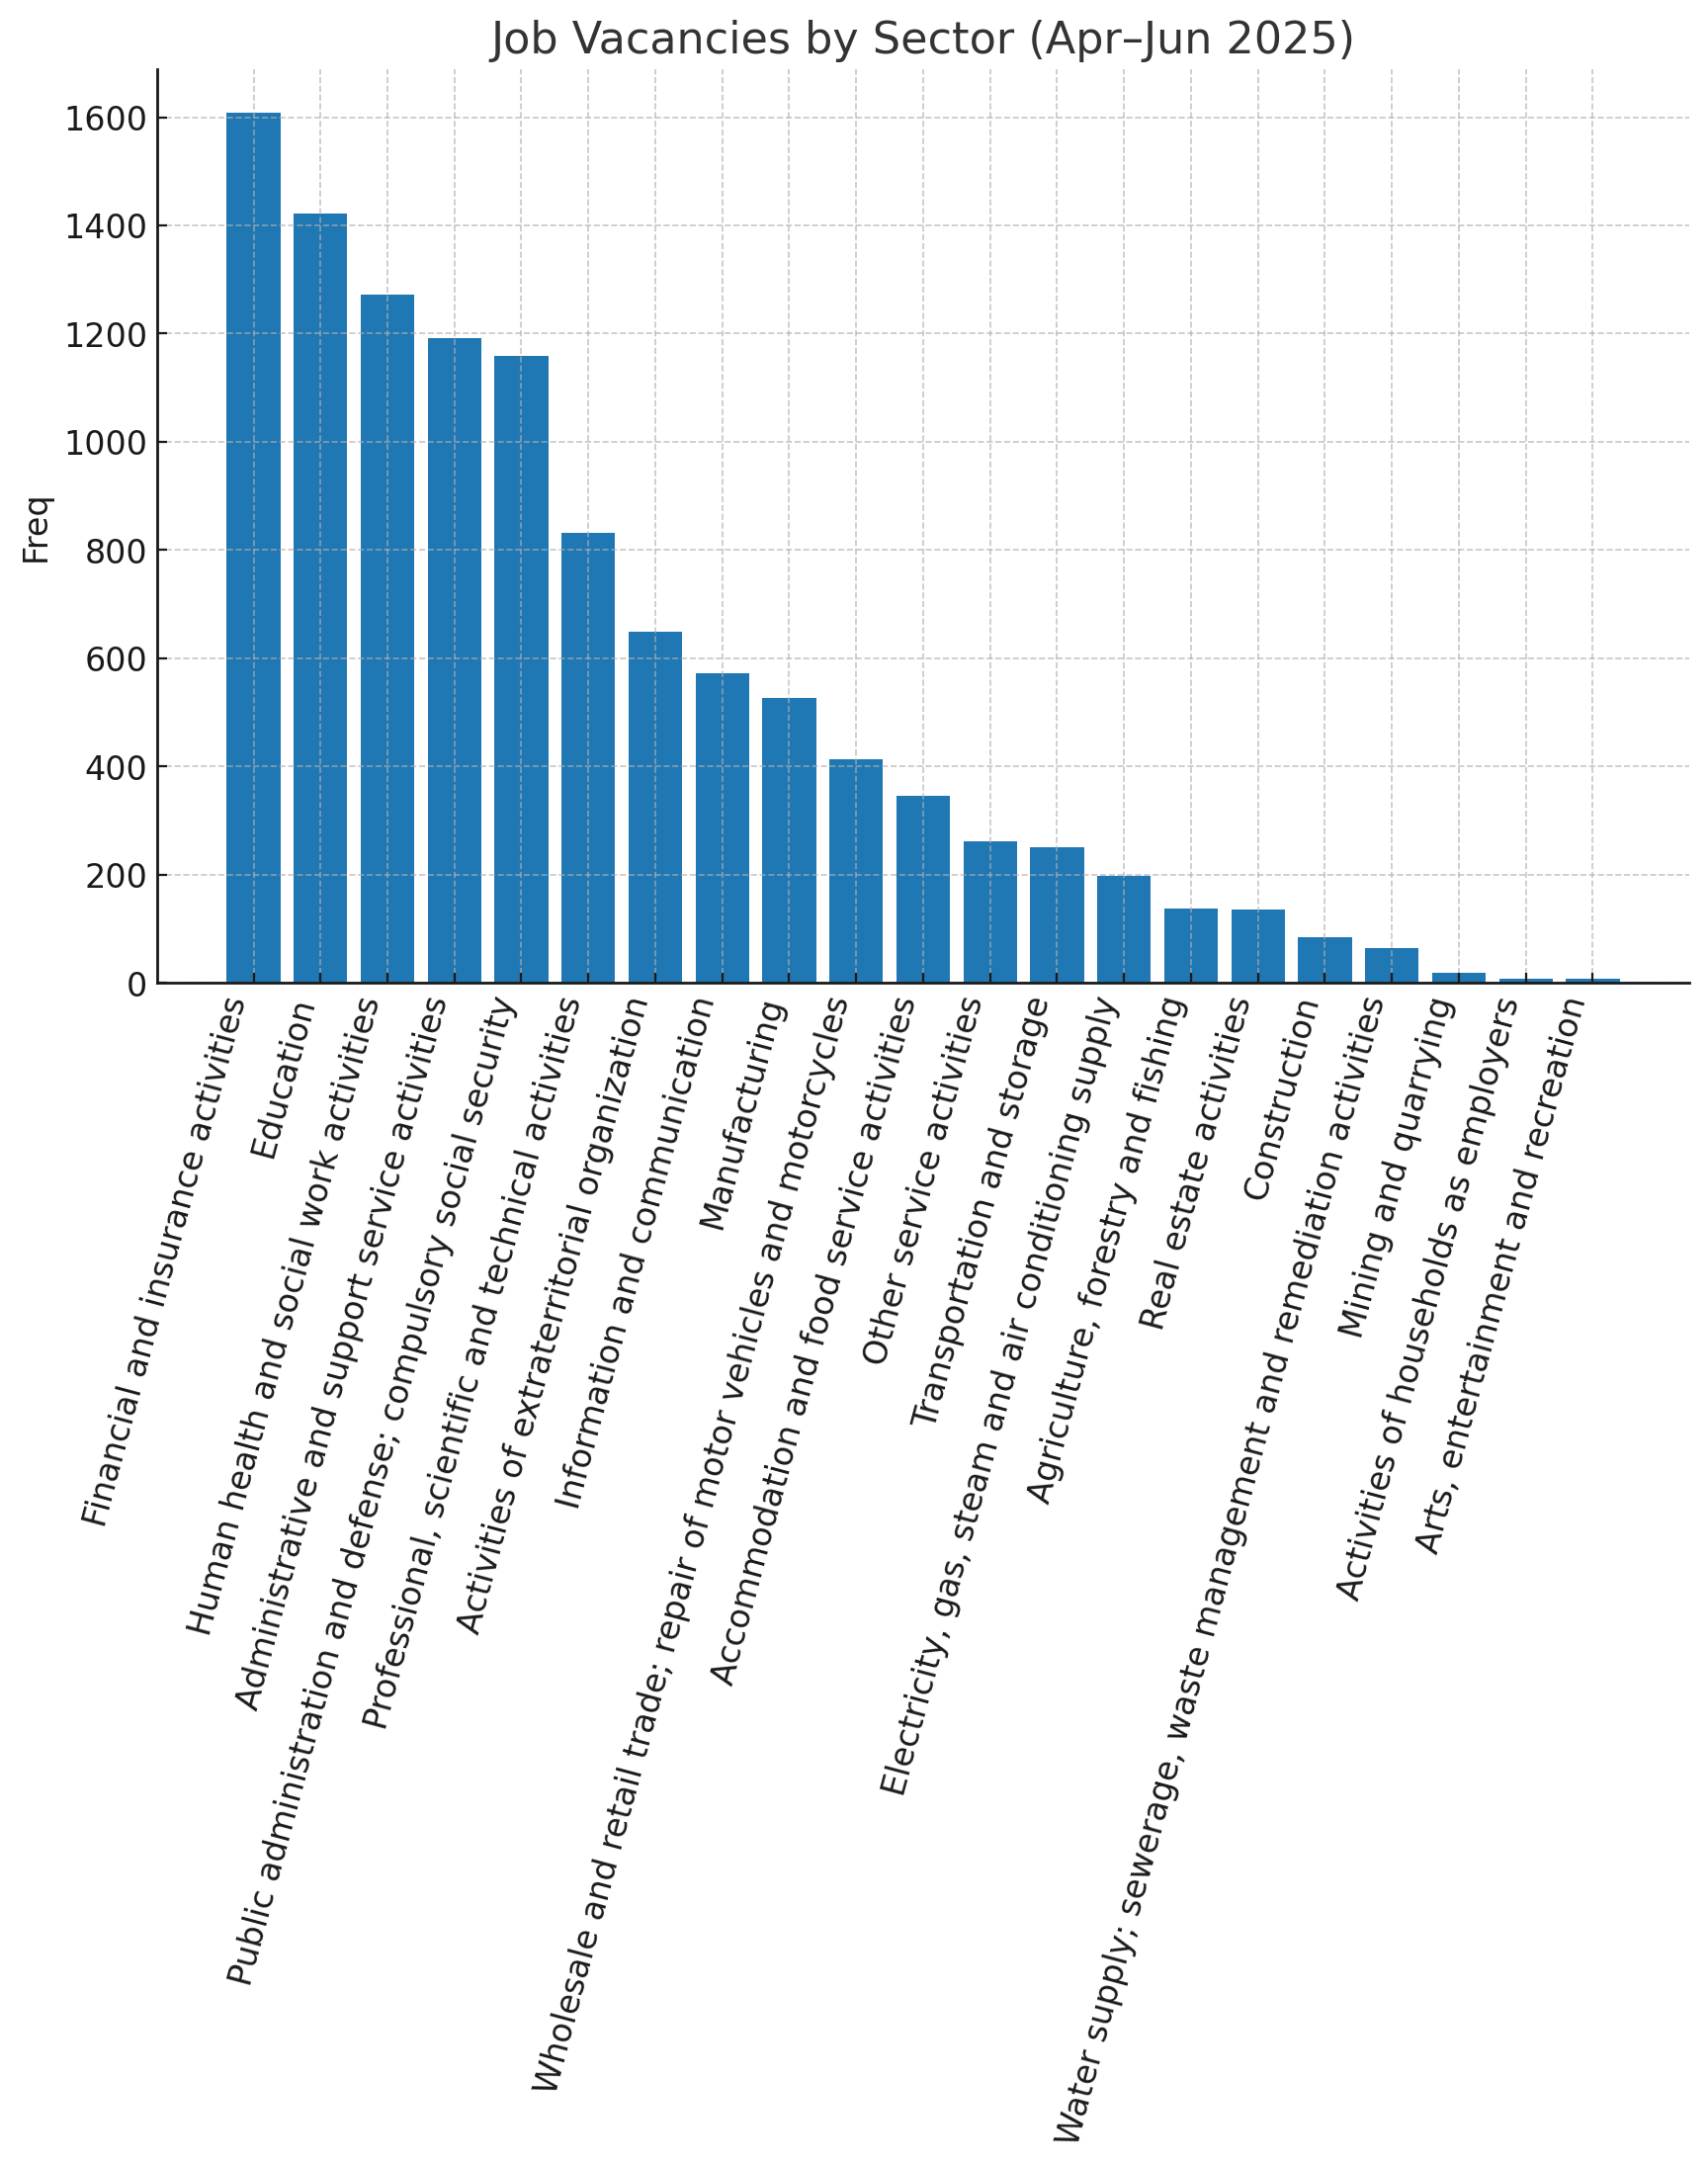 Job Vacancies by Sector (Apr–Jun 2025)
Freq
1600
1400
1200
1000
800
600
400
200
0
Financial and insurance activities
Education
Human health and social work activities
Administrative and support service activities
Public administration and defense; compulsory social security
Professional, scientific and technical activities
Activities of extraterritorial organization
Information and communication
Manufacturing
Wholesale and retail trade; repair of motor vehicles and motorcycles
Accommodation and food service activities
Other service activities
Transportation and storage
Electricity, gas, steam and air conditioning supply
Agriculture, forestry and fishing
Real estate activities
Construction
Water supply; sewerage, waste management and remediation activities
Mining and quarrying
Activities of households as employers
Arts, entertainment and recreation